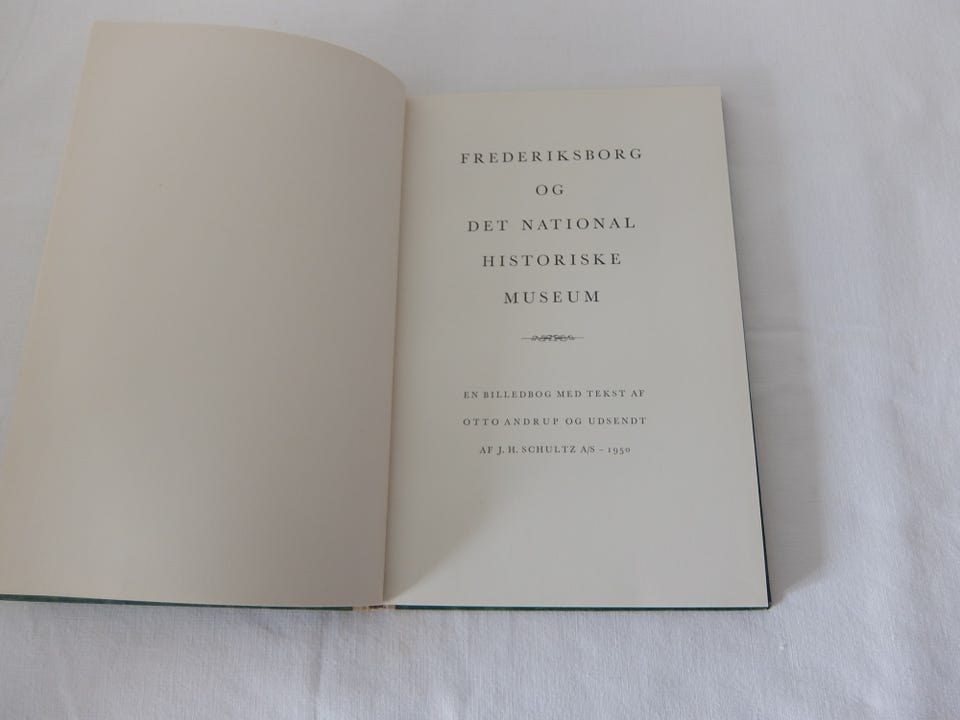 FREDERIKSBORG
OG
DET NATIONAL
HISTORISKE
MUSEUM
EN BILLEDBOG MED TEKST AF
OTTO ANDRUP OG UDSENDT
AF J. H. SCHULTZ A/S - 1950